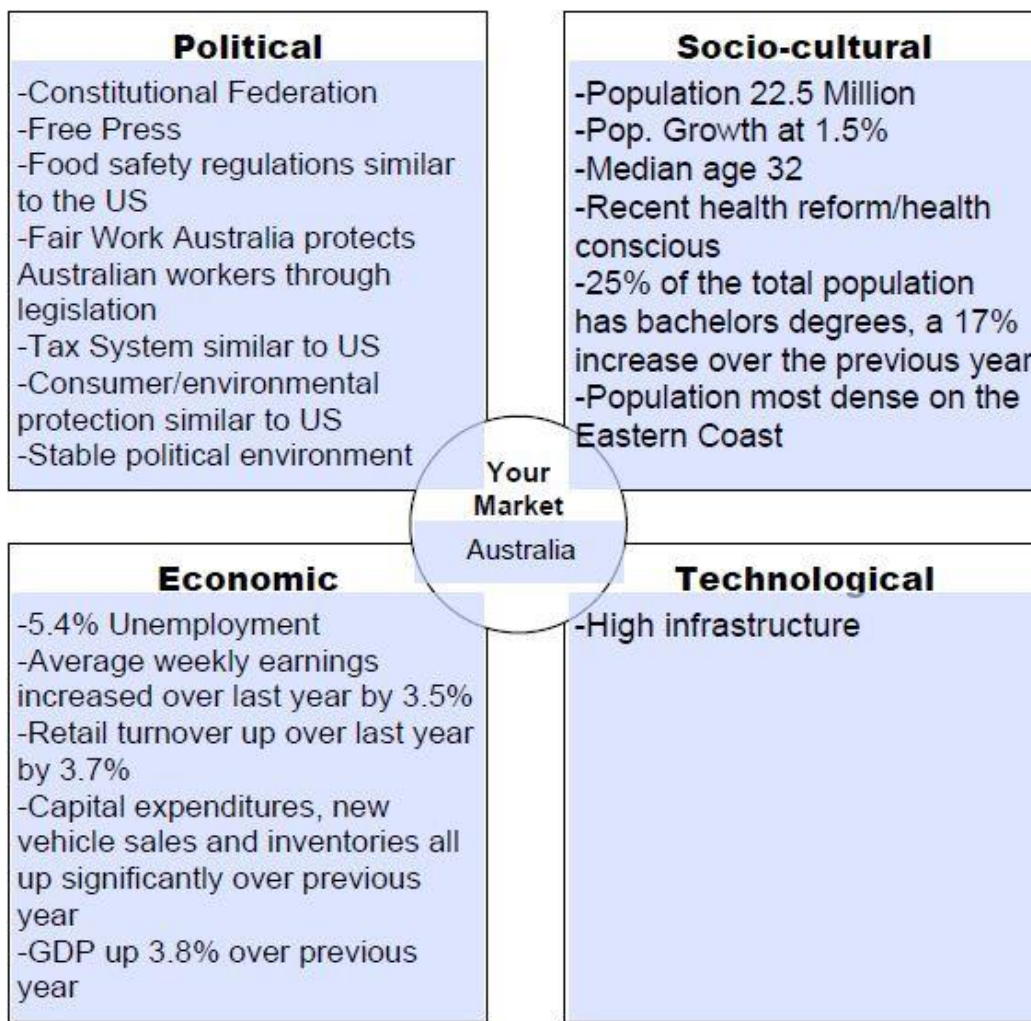 Political
-Constitutional Federation
-Free Press
-Food safety regulations similar
to the US
-Fair Work Australia protects
Australian workers through
legislation
-Tax System similar to US
-Consumer/environmental
protection similar to US
-Stable political environment
Socio-cultural
-Population 22.5 Million
-Pop. Growth at 1.5%
-Median age 32
-Recent health reform/health
conscious
-25% of the total population
has bachelors degrees, a 17%
increase over the previous year
-Population most dense on the
Eastern Coast
Your
Market
Australia
Economic
-5.4% Unemployment
-Average weekly earnings
increased over last year by 3.5%
-Retail turnover up over last year
by 3.7%
-Capital expenditures, new
vehicle sales and inventories all
up significantly over previous
year
-GDP up 3.8% over previous
year
Technological
-High infrastructure